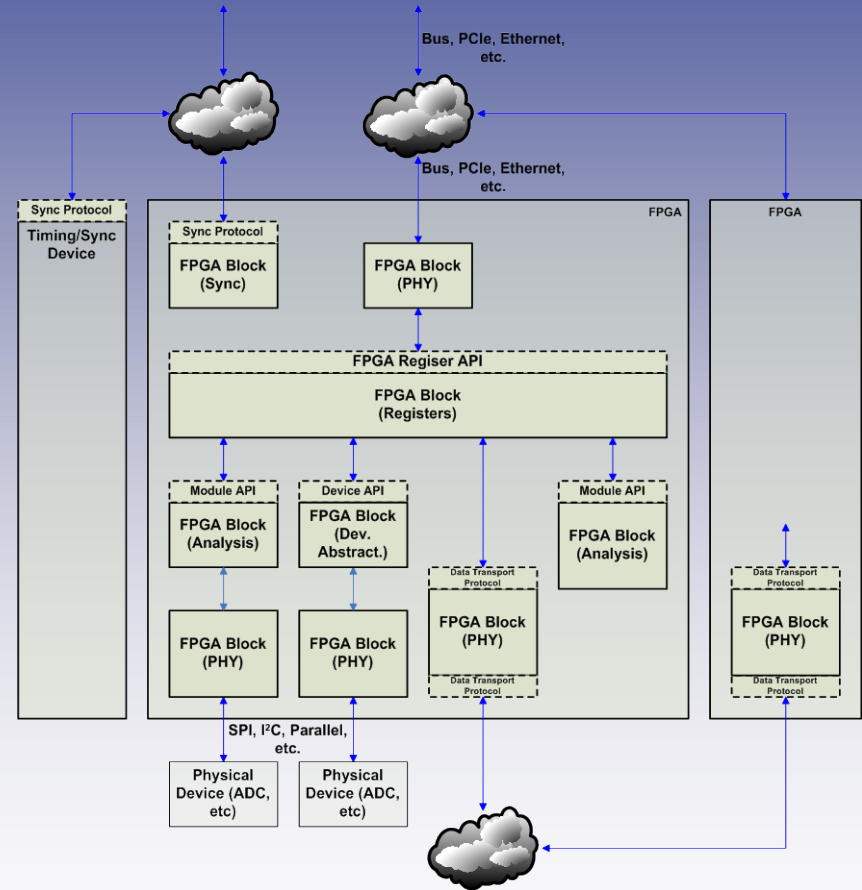 Bus, PCIe, Ethernet,
etc.
Bus, PCIe, Ethernet,
etc.
Sync Protocol
Timing/Sync
Device
FPGA
FPGA
Sync Protocol
FPGA Block
(Sync)
FPGA Block
(PHY)
FPGA Regiser API
FPGA Block
(Registers)
Module API
FPGA Block
(Analysis)
Device API
FPGA Block
(Dev.
Abstract.)
Module API
FPGA Block
(Analysis)
Data Transport
Protocol
FPGA Block
(PHY)
Data Transport
Protocol
Data Transport
Protocol
FPGA Block
(PHY)
Data Transport
Protocol
FPGA Block
(PHY)
FPGA Block
(PHY)
SPI, I²C, Parallel,
etc.
Physical
Device (ADC,
etc)
Physical
Device (ADC,
etc)